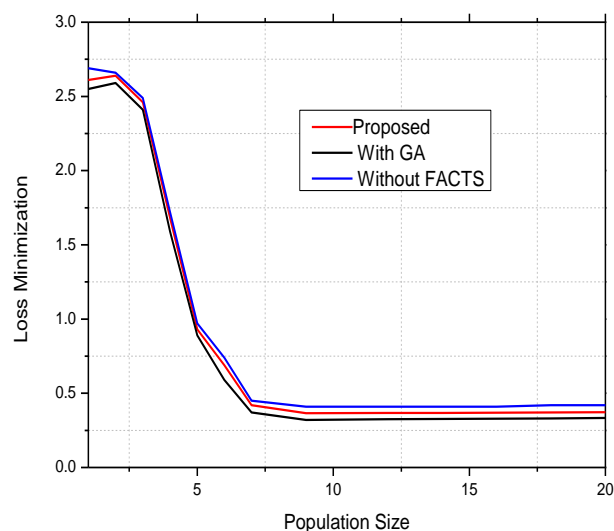 3.0
2.5
2.0
1.5
1.0
0.5
0.0
Loss Minimization
Proposed
With GA
Without FACTS
5
10
15
20
Population Size